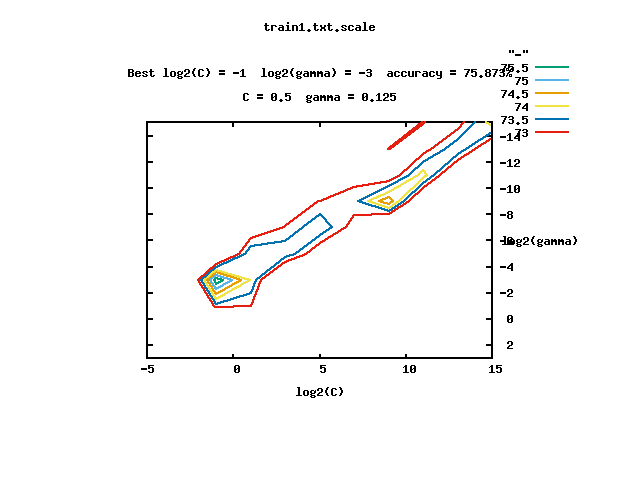 train1.txt.scale
"-"
Best log2(C) = -1  log2(gamma) = -3  accuracy = 75.873%
75.5
75
C = 0.5  gamma = 0.125
74.5
74
73.5
73
-14
-12
-10
-8
-6
log2(gamma)
-4
-2
0
2
-5 0 5 10 15
log2(C)